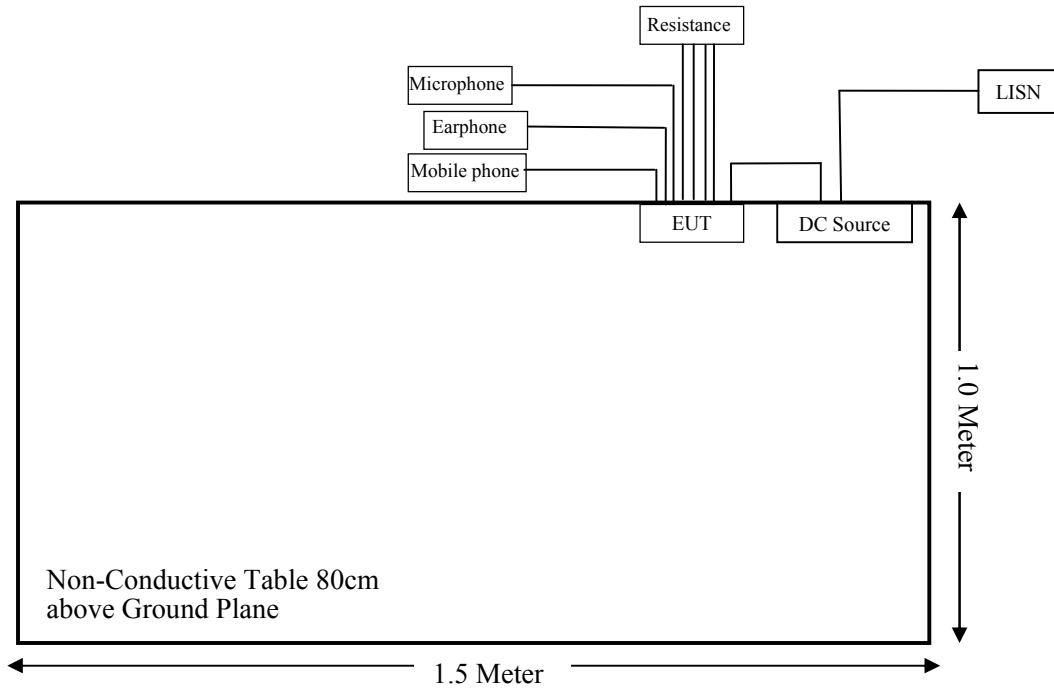 Resistance
Microphone
LISN
Earphone
Mobile phone
EUT
DC Source
1.0 Meter
Non-Conductive Table 80cm
above Ground Plane
1.5 Meter